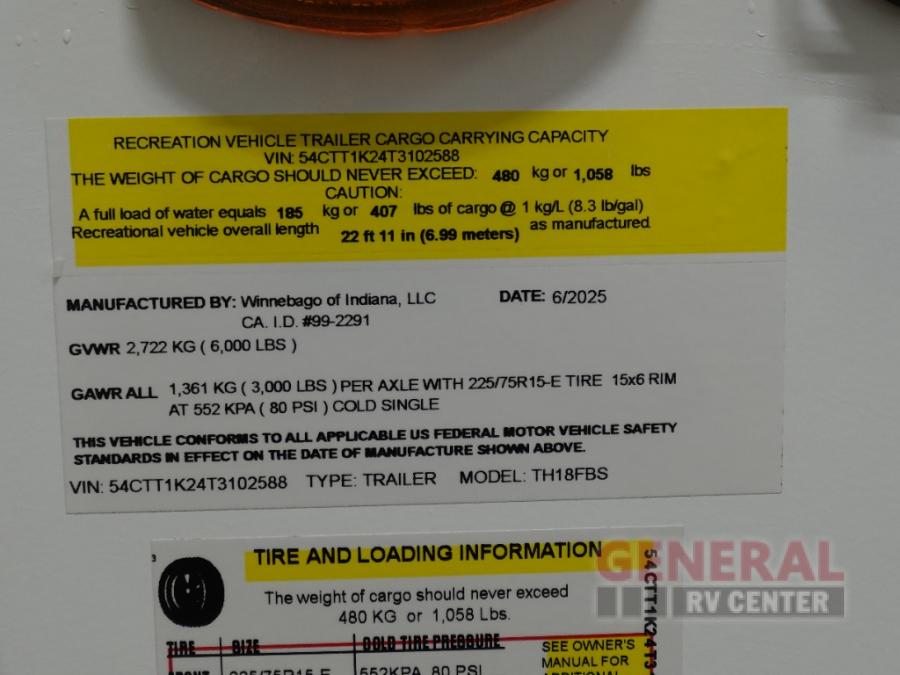 RECREATION VEHICLE TRAILER CARGO CARRYING CAPACITY
VIN: 54CTT1K24T3102588
THE WEIGHT OF CARGO SHOULD NEVER EXCEED: 480 kg or 1,058 lbs
CAUTION:
A full load of water equals 185 kg or 407 lbs of cargo @ 1 kg/L (8.3 lb/gal)
Recreational vehicle overall length 22 ft 11 in (6.99 meters) as manufactured
MANUFACTURED BY: Winnebago of Indiana, LLC DATE: 6/2025
CA. I.D. #99-2291
GVWR 2,722 KG ( 6,000 LBS )
GAWR ALL 1,361 KG ( 3,000 LBS ) PER AXLE WITH 225/75R15-E TIRE 15x6 RIM
AT 552 KPA ( 80 PSI ) COLD SINGLE
THIS VEHICLE CONFORMS TO ALL APPLICABLE US FEDERAL MOTOR VEHICLE SAFETY
STANDARDS IN EFFECT ON THE DATE OF MANUFACTURE SHOWN ABOVE.
VIN: 54CTT1K24T3102588 TYPE: TRAILER MODEL: TH18FBS
3
TIRE AND LOADING INFORMATION
The weight of cargo should never exceed
480 KG or 1,058 Lbs.
TIRE SIZE COLD TIRE PRESSURE
SEE OWNER'S
MANUAL FOR
225/75R15-E 552KPA 80 PSI
54CTT1K24T3
GENERAL
RV CENTER